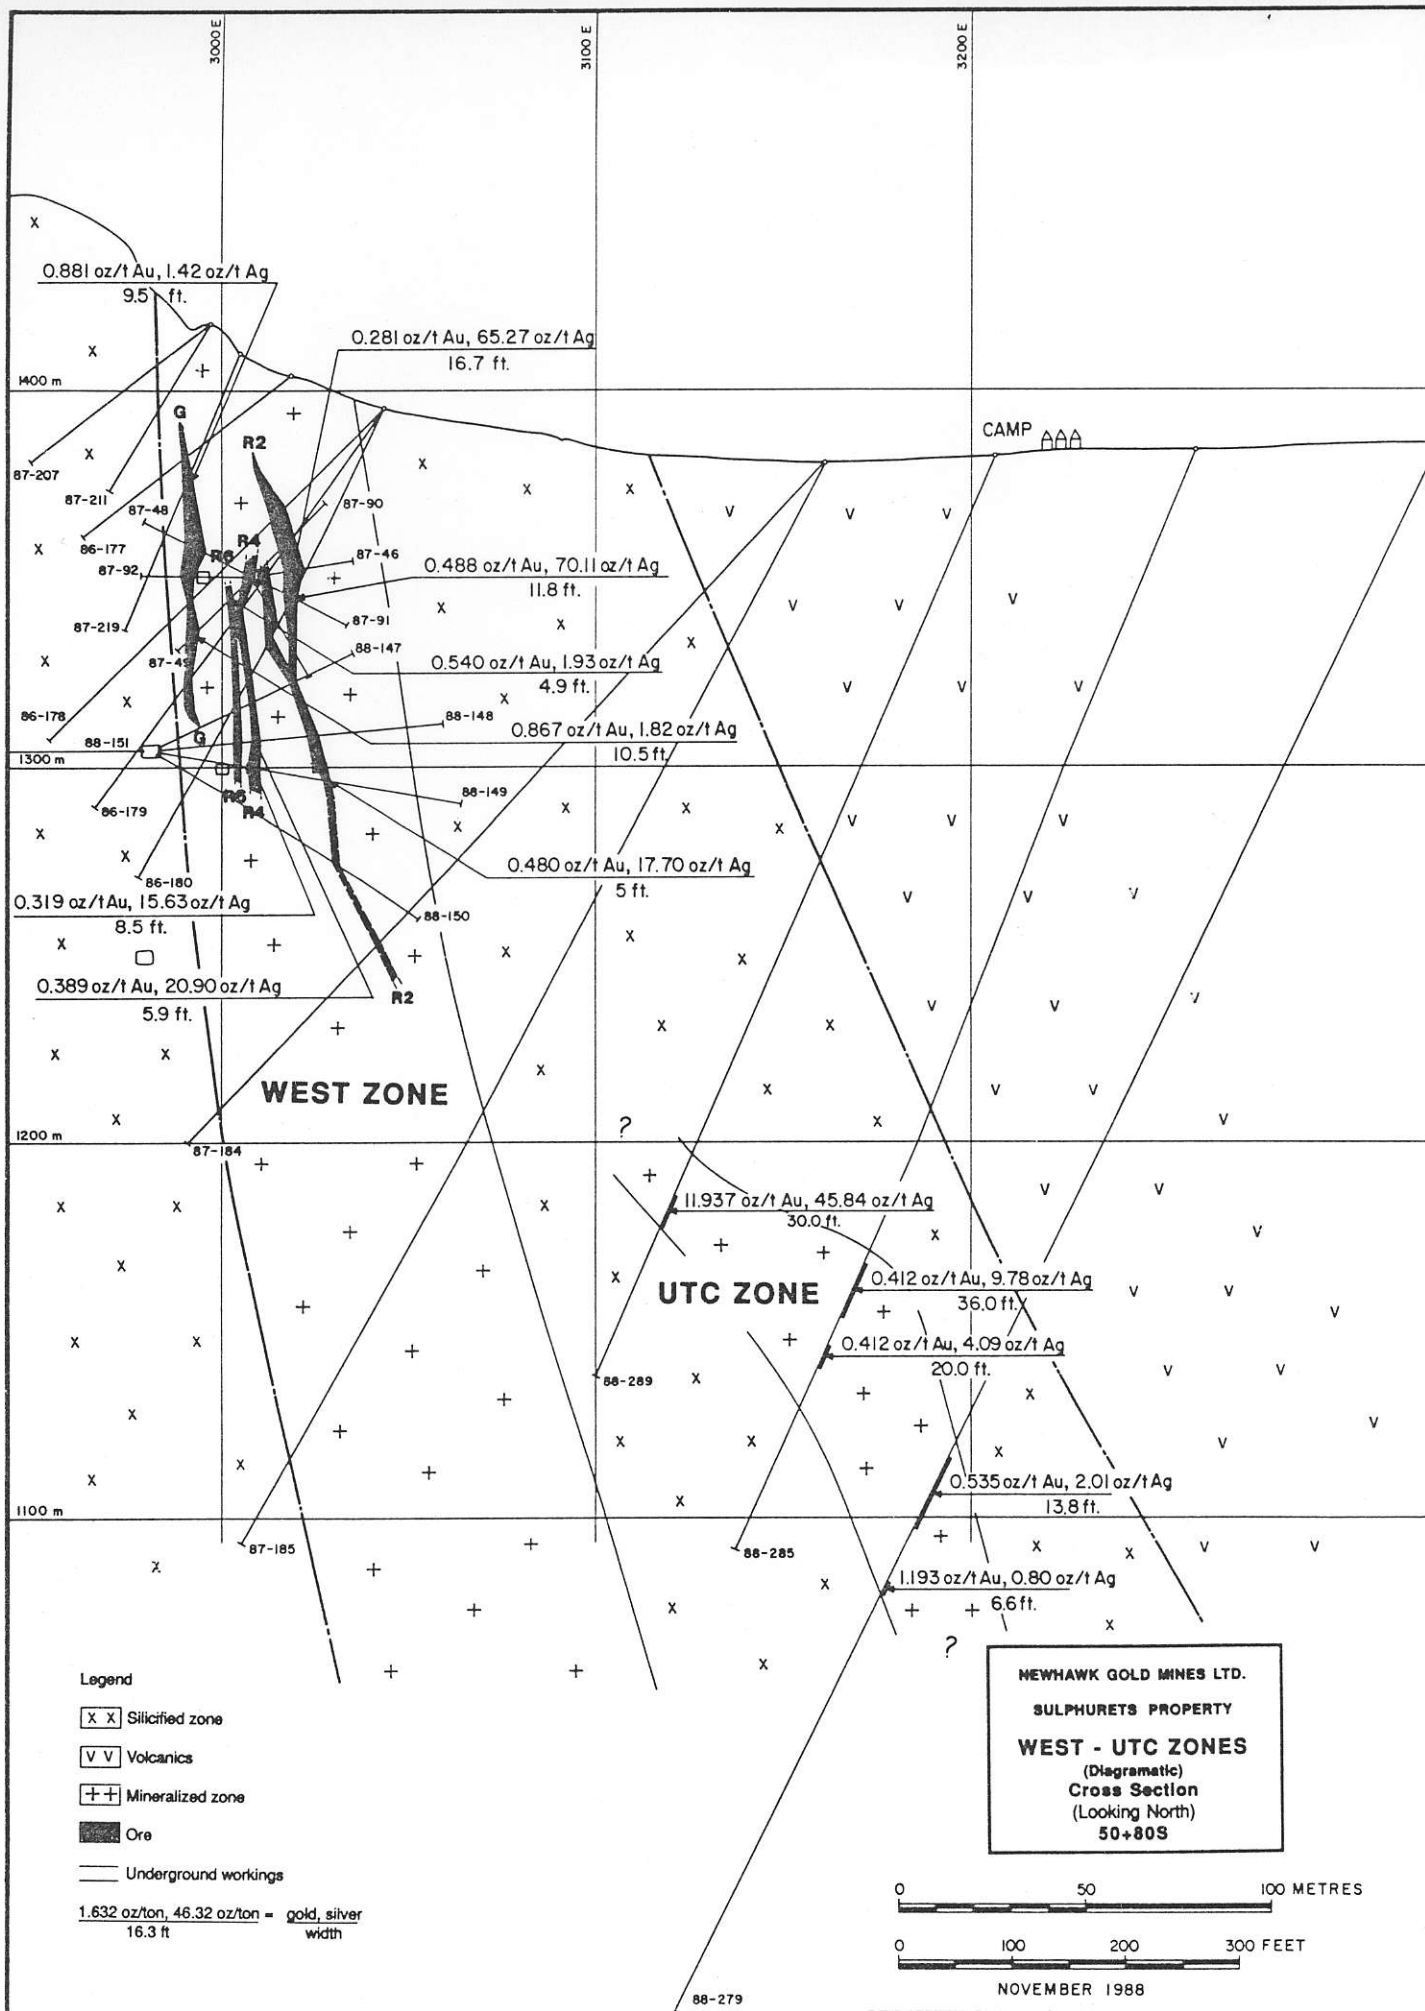 3000 E
3100 E
3200 E
0.881 oz/t Au, 1.42 oz/t Ag
9.5 ft.
0.281 oz/t Au, 65.27 oz/t Ag
16.7 ft.
1400 m
G
R2
CAMP
87-207
87-211
87-48
87-90
86-177
R6
R4
87-46
87-92
0.488 oz/t Au, 70.11 oz/t Ag
11.8 ft.
87-219
87-91
87-49
88-147
0.540 oz/t Au, 1.93 oz/t Ag
4.9 ft.
86-178
88-148
G
88-151
0.867 oz/t Au, 1.82 oz/t Ag
10.5 ft.
1300 m
88-149
86-179
R6
R4
0.480 oz/t Au, 17.70 oz/t Ag
5 ft.
86-180
0.319 oz/t Au, 15.63 oz/t Ag
8.5 ft.
88-150
0.389 oz/t Au, 20.90 oz/t Ag
5.9 ft.
R2
WEST ZONE
?
1200 m
87-184
11.937 oz/t Au, 45.84 oz/t Ag
30.0 ft.
UTC ZONE
0.412 oz/t Au, 9.78 oz/t Ag
36.0 ft.
0.412 oz/t Au, 4.09 oz/t Ag
20.0 ft.
88-289
0.535 oz/t Au, 2.01 oz/t Ag
13.8 ft.
1100 m
87-185
88-285
1.193 oz/t Au, 0.80 oz/t Ag
6.6 ft.
?
Legend
X X Silicified zone
V V Volcanics
++ Mineralized zone
Ore
Underground workings
1.632 oz/ton, 46.32 oz/ton = gold, silver
16.3 ft width
NEWHAWK GOLD MINES LTD.
SULPHURETS PROPERTY
WEST - UTC ZONES
(Diagramatic)
Cross Section
(Looking North)
50+80S
0 50 100 METRES
0 100 200 300 FEET
NOVEMBER 1988
88-279